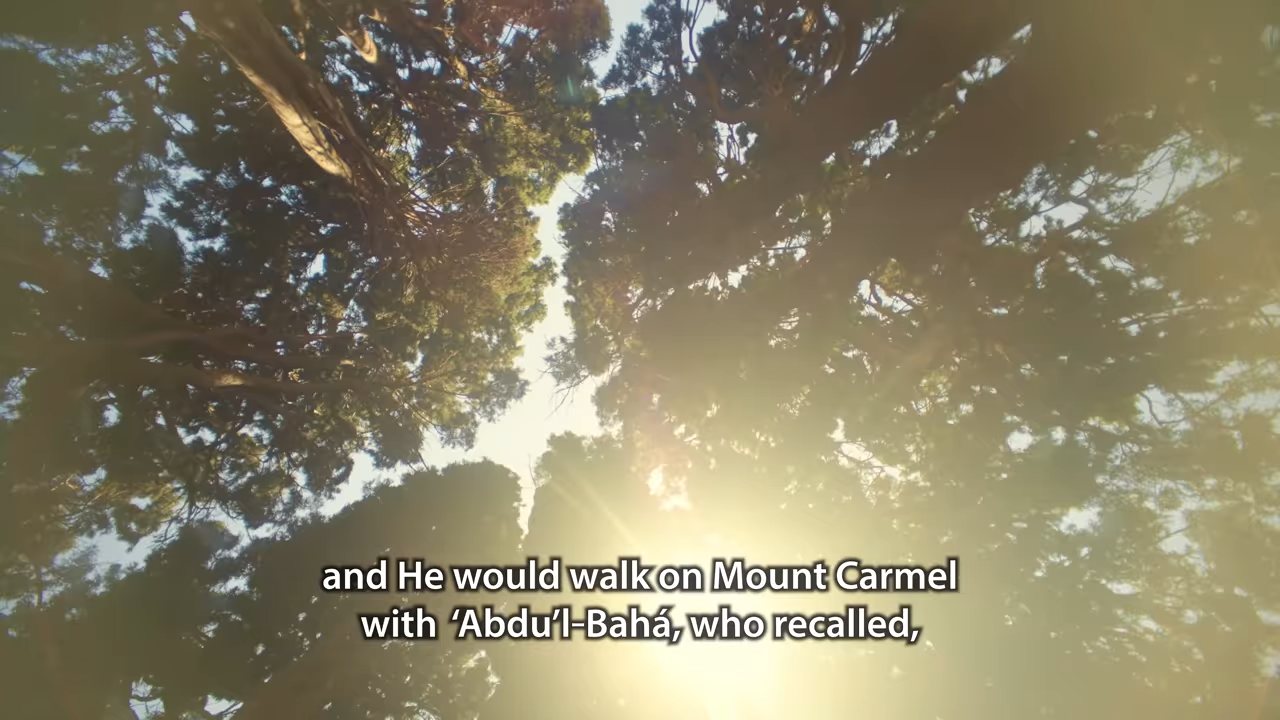 and He would walk on Mount Carmel
with ‘Abdu’l-Bahá, who recalled,